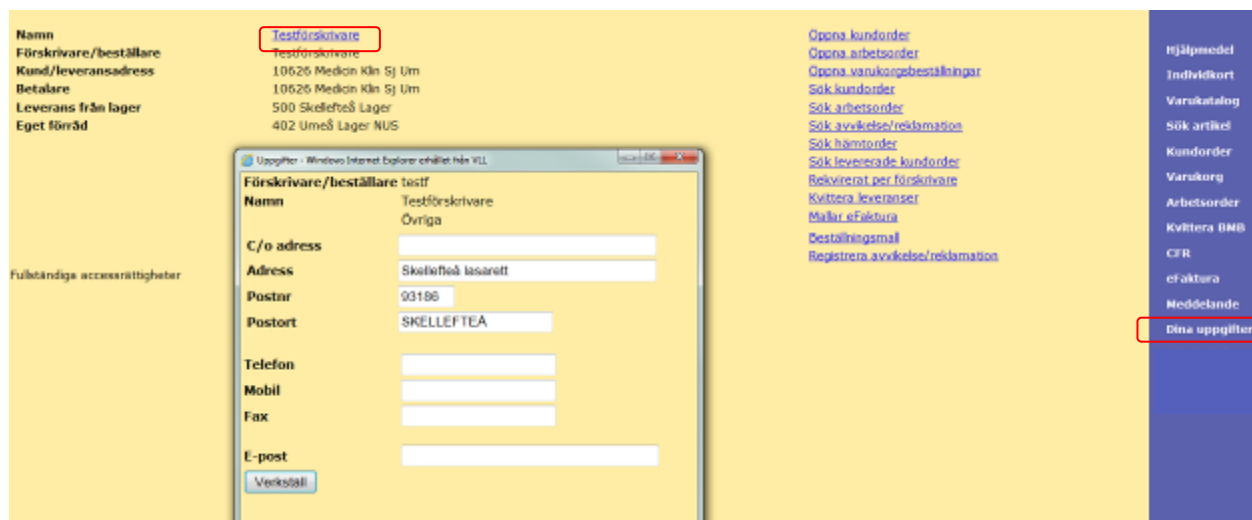 Namn Testförskrivare
Förskrivare/beställare Testförskrivare
Kund/leveransadress 10626 Medicin Klin Sj Um
Betalare 10626 Medicin Klin Sj Um
Leverans från lager 500 Skellefteå Lager
Eget förråd 402 Umeå Lager NUS
Fullständiga accessrättigheter
Uppgifter - Windows Internet Explorer erhållet från VLL
Förskrivare/beställare testf
Namn Testförskrivare
Övriga
C/o adress
Adress Skellefteå lasarett
Postnr 93186
Postort SKELLEFTEÅ
Telefon
Mobil
Fax
E-post
Verkställ
Öppna kundorder
Öppna arbetsorder
Öppna varukorgsbeställningar
Sök kundorder
Sök arbetsorder
Sök avvikelse/reklamation
Sök hämtorder
Sök levererade kundorder
Rekvirerat per förskrivare
Kvittera leveranser
Mallar eFaktura
Beställningsmall
Registrera avvikelse/reklamation
Hjälpmedel
Individkort
Varukatalog
Sök artikel
Kundorder
Varukorg
Arbetsorder
Kvittera BMB
CFR
eFaktura
Meddelande
Dina uppgifter